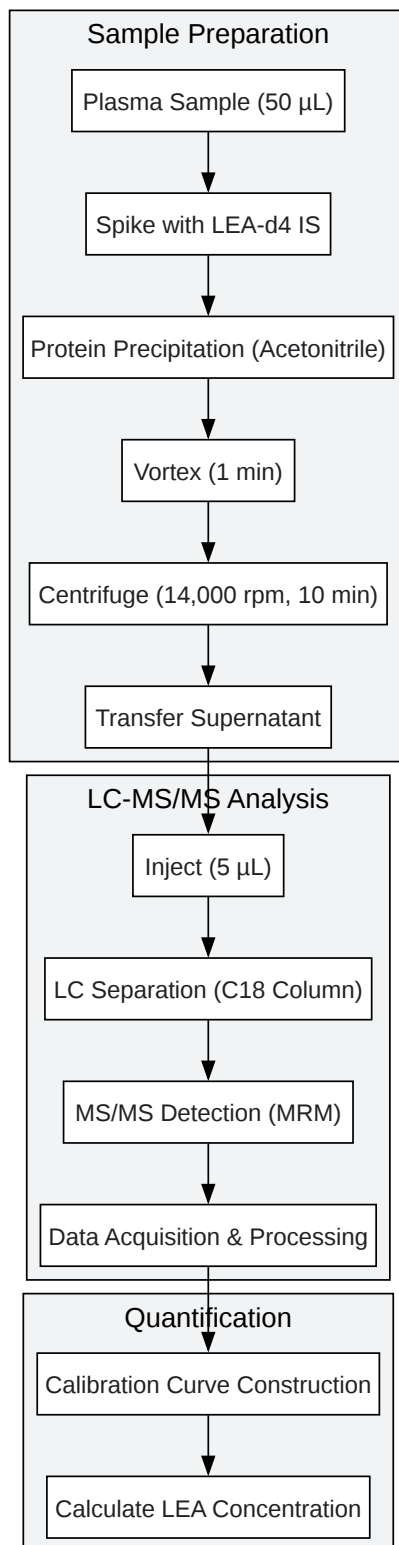 Sample Preparation
Plasma Sample (50 µL)
Spike with LEA-d4 IS
Protein Precipitation (Acetonitrile)
Vortex (1 min)
Centrifuge (14,000 rpm, 10 min)
Transfer Supernatant
LC-MS/MS Analysis
Inject (5 µL)
LC Separation (C18 Column)
MS/MS Detection (MRM)
Data Acquisition & Processing
Quantification
Calibration Curve Construction
Calculate LEA Concentration